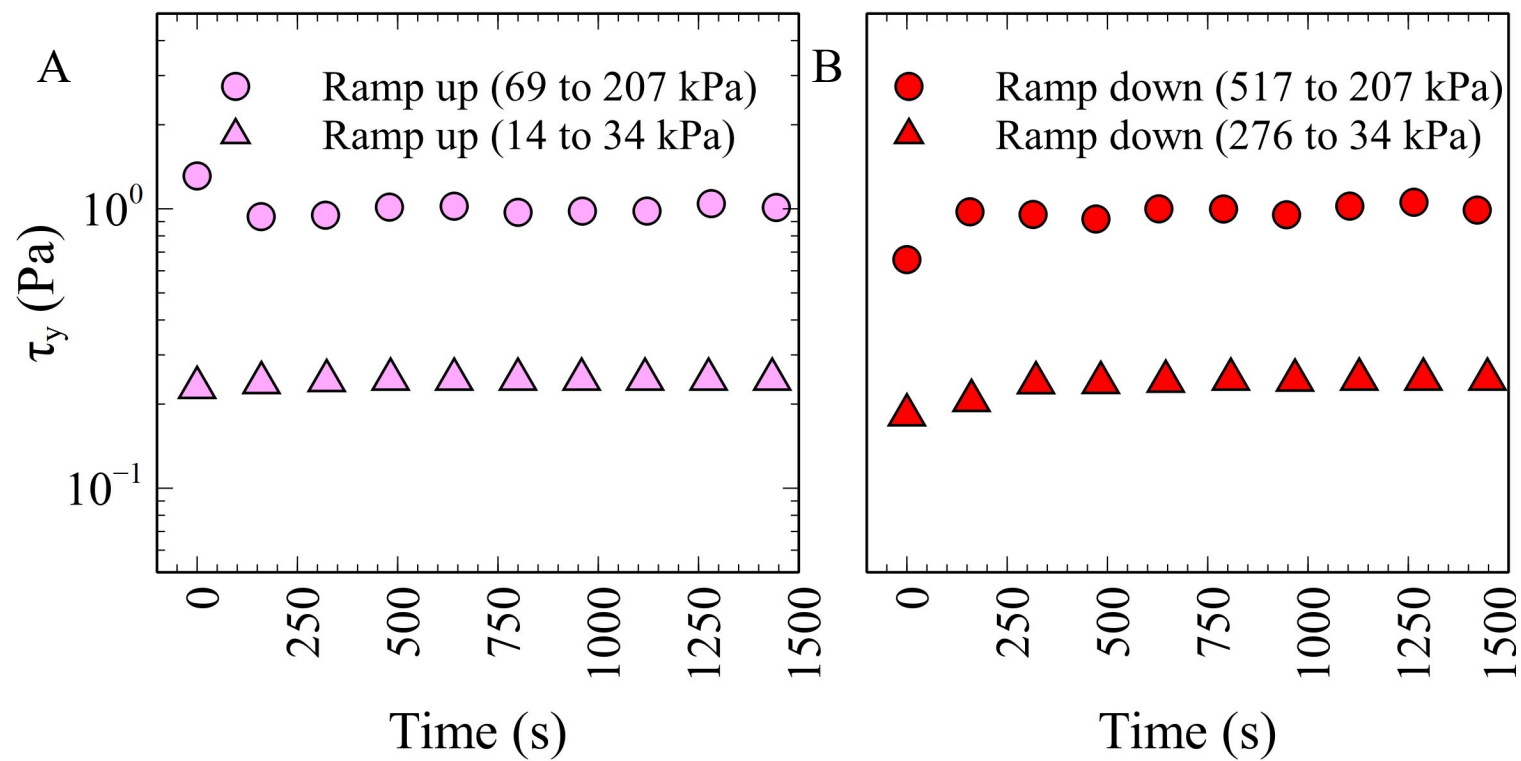 A
Ramp up (69 to 207 kPa)
Ramp up (14 to 34 kPa)
B
Ramp down (517 to 207 kPa)
Ramp down (276 to 34 kPa)
τy (Pa)
10⁰
10⁻¹
0
250
500
750
1000
1250
1500
Time (s)
0
250
500
750
1000
1250
1500
Time (s)